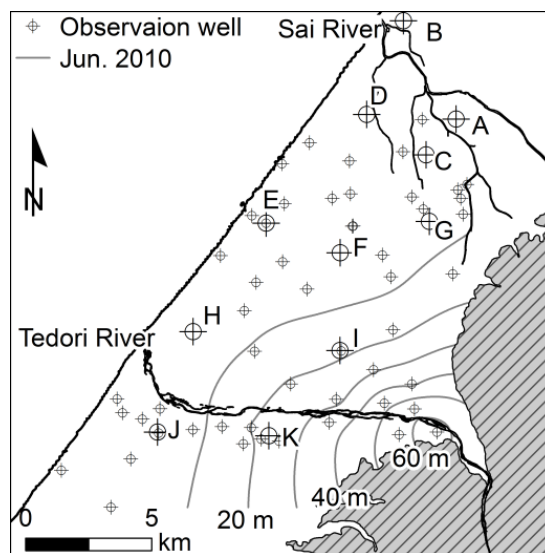 Observaion well
Jun. 2010
Sai River
B
N
D
A
C
E
G
F
H
Tedori River
I
J
K
60 m
40 m
20 m
0
5
km